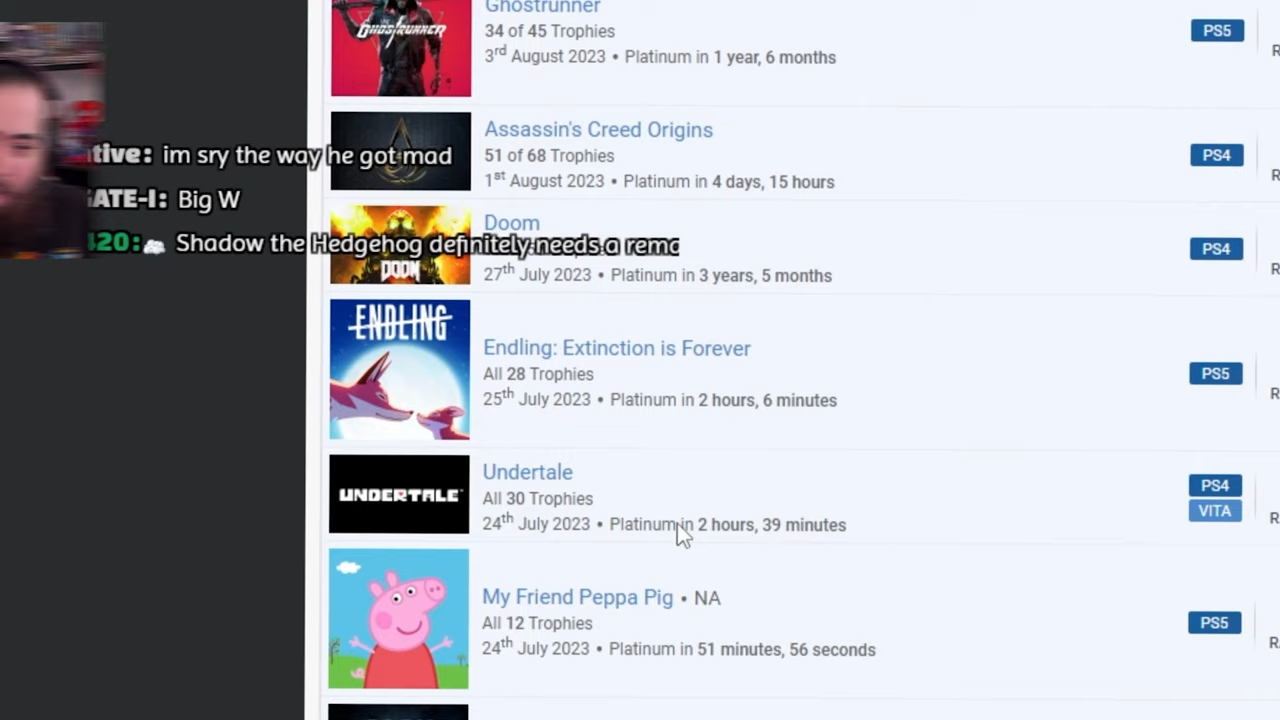 Ghostrunner
34 of 45 Trophies
3rd August 2023 • Platinum in 1 year, 6 months
GHOSTRUNNER
PS5
Assassin's Creed Origins
51 of 68 Trophies
1st August 2023 • Platinum in 4 days, 15 hours
PS4
tive: im sry the way he got mad
GATE-I: Big W
420: Shadow the Hedgehog definitely needs a rema
Doom
27th July 2023 • Platinum in 3 years, 5 months
DOOM
PS4
ENDLING
Endling: Extinction is Forever
All 28 Trophies
25th July 2023 • Platinum in 2 hours, 6 minutes
PS5
UNDERTALE
Undertale
All 30 Trophies
24th July 2023 • Platinum in 2 hours, 39 minutes
PS4
VITA
My Friend Peppa Pig • NA
All 12 Trophies
24th July 2023 • Platinum in 51 minutes, 56 seconds
PS5